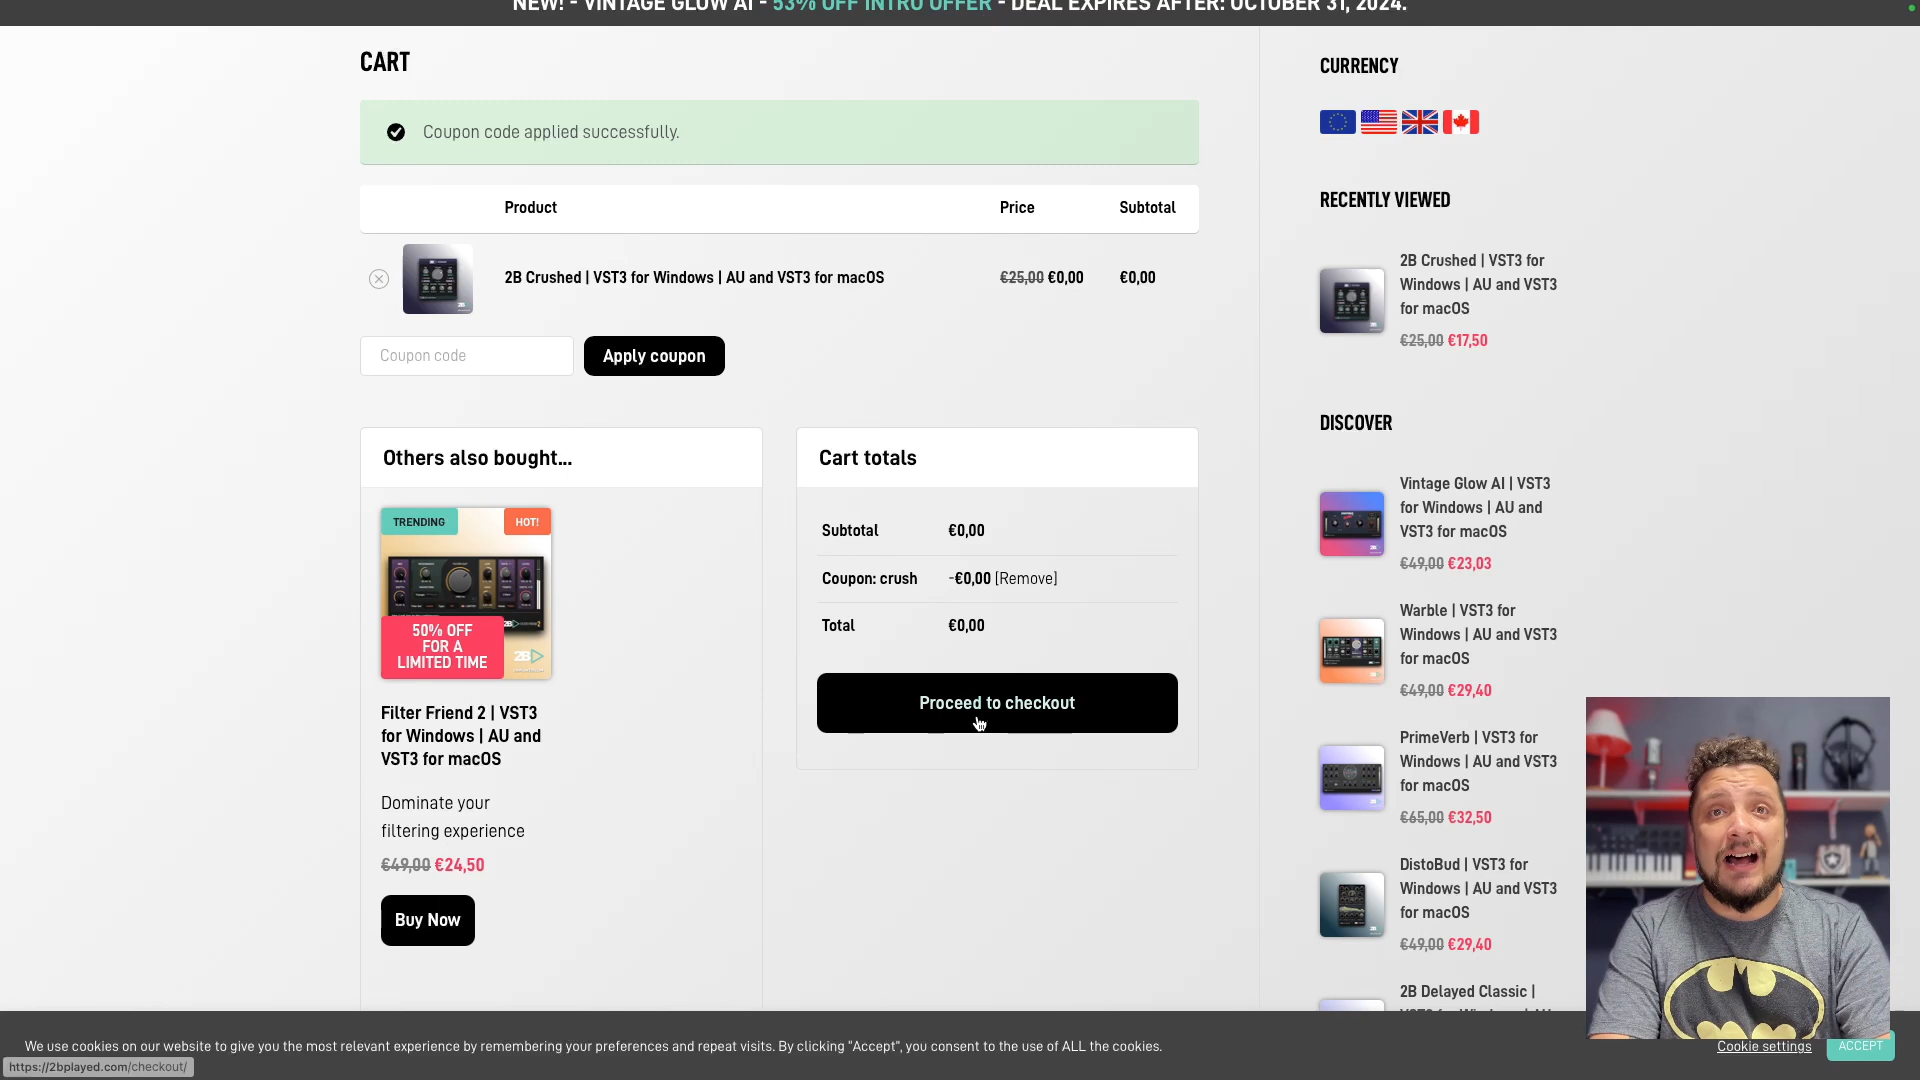 NEW! - VINTAGE GLOW AI - 53% OFF INTRO OFFER - DEAL EXPIRES AFTER: OCTOBER 31, 2024.
CART
Coupon code applied successfully.
Product Price Subtotal
2B Crushed | VST3 for Windows | AU and VST3 for macOS €25,00 €0,00 €0,00
Coupon code Apply coupon
Others also bought...
TRENDING HOT!
50% OFF
FOR A
LIMITED TIME
2B
Filter Friend 2 | VST3
for Windows | AU and
VST3 for macOS
Dominate your
filtering experience
€49,00 €24,50
Buy Now
Cart totals
Subtotal €0,00
Coupon: crush -€0,00 [Remove]
Total €0,00
Proceed to checkout
CURRENCY
RECENTLY VIEWED
2B Crushed | VST3 for
Windows | AU and VST3
for macOS
€25,00 €17,50
DISCOVER
Vintage Glow AI | VST3
for Windows | AU and
VST3 for macOS
€49,00 €23,03
Warble | VST3 for
Windows | AU and VST3
for macOS
€49,00 €29,40
PrimeVerb | VST3 for
Windows | AU and VST3
for macOS
€65,00 €32,50
DistoBud | VST3 for
Windows | AU and VST3
for macOS
€49,00 €29,40
2B Delayed Classic |
We use cookies on our website to give you the most relevant experience by remembering your preferences and repeat visits. By clicking "Accept", you consent to the use of ALL the cookies.
Cookie settings ACCEPT
https://2bplayed.com/checkout/